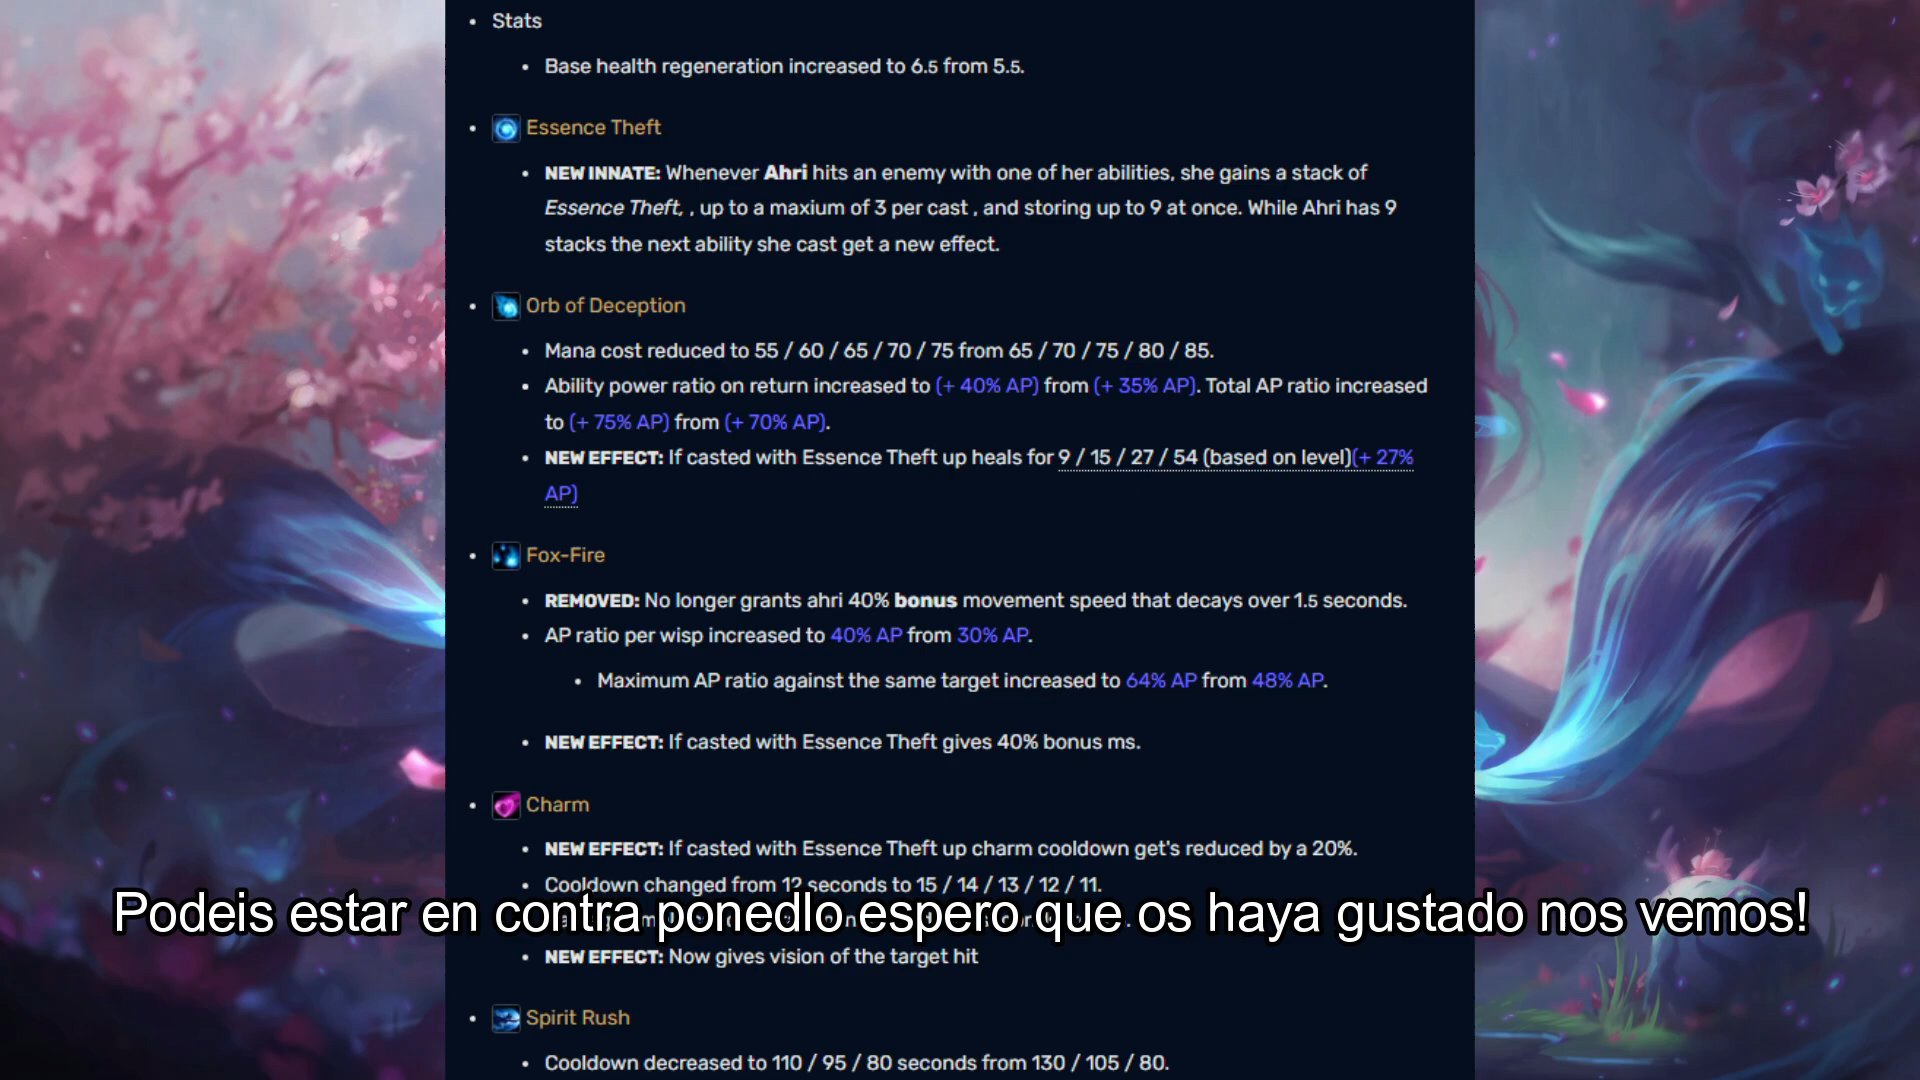 Stats
Base health regeneration increased to 6.5 from 5.5.
Essence Theft
NEW INNATE: Whenever Ahri hits an enemy with one of her abilities, she gains a stack of
Essence Theft, , up to a maxium of 3 per cast , and storing up to 9 at once. While Ahri has 9
stacks the next ability she cast get a new effect.
Orb of Deception
Mana cost reduced to 55 / 60 / 65 / 70 / 75 from 65 / 70 / 75 / 80 / 85.
Ability power ratio on return increased to (+ 40% AP) from (+ 35% AP). Total AP ratio increased
to (+ 75% AP) from (+ 70% AP).
NEW EFFECT: If casted with Essence Theft up heals for 9 / 15 / 27 / 54 (based on level)(+ 27%
AP)
Fox-Fire
REMOVED: No longer grants ahri 40% bonus movement speed that decays over 1.5 seconds.
AP ratio per wisp increased to 40% AP from 30% AP.
Maximum AP ratio against the same target increased to 64% AP from 48% AP.
NEW EFFECT: If casted with Essence Theft gives 40% bonus ms.
Charm
NEW EFFECT: If casted with Essence Theft up charm cooldown get's reduced by a 20%.
Cooldown changed from 12 seconds to 15 / 14 / 13 / 12 / 11.
Podeis estar en contra ponedlo espero que os haya gustado nos vemos!
NEW EFFECT: Now gives vision of the target hit
Spirit Rush
Cooldown decreased to 110 / 95 / 80 seconds from 130 / 105 / 80.